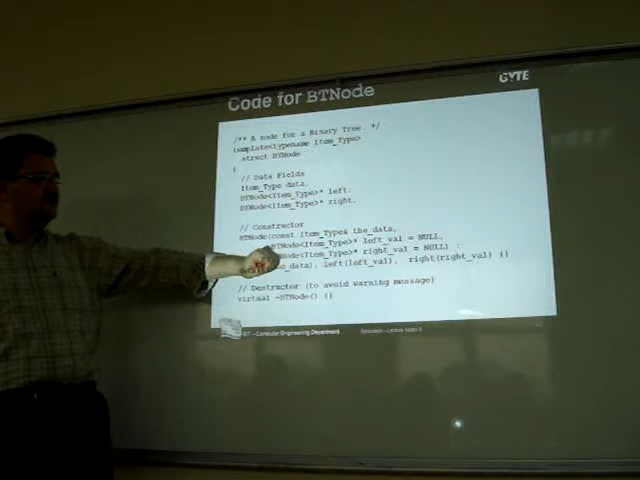 Code for BTNode
GYTE
/** A node for a Binary Tree. */
template<typename Item_Type>
struct BTNode
{
// Data Fields
Item_Type data;
BTNode<Item_Type>* left;
BTNode<Item_Type>* right;
// Constructor
BTNode(const Item_Type& the_data,
BTNode<Item_Type>* left_val = NULL,
<Item_Type>* right_val = NULL) :
left(left_val), right(right_val) {}
// Destructor (to avoid warning message)
virtual ~BTNode() {}
Computer Engineering Department